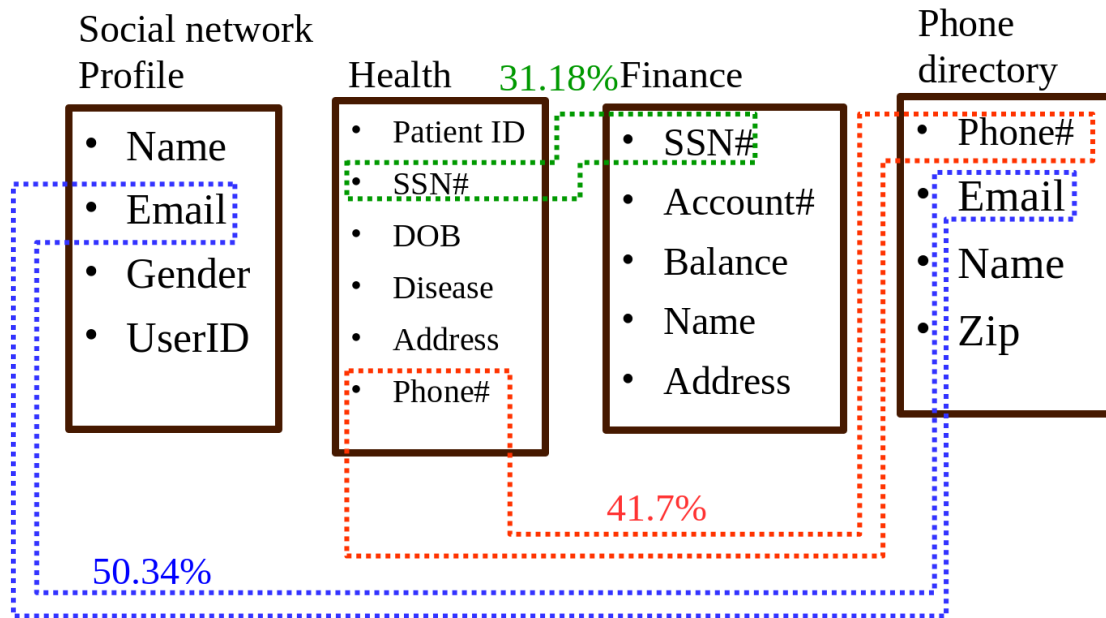 Social network
Profile
• Name
• Email
• Gender
• UserID
Health
• Patient ID
• SSN#
• DOB
• Disease
• Address
• Phone#
31.18%
Finance
• SSN#
• Account#
• Balance
• Name
• Address
Phone
directory
• Phone#
• Email
• Name
• Zip
41.7%
50.34%